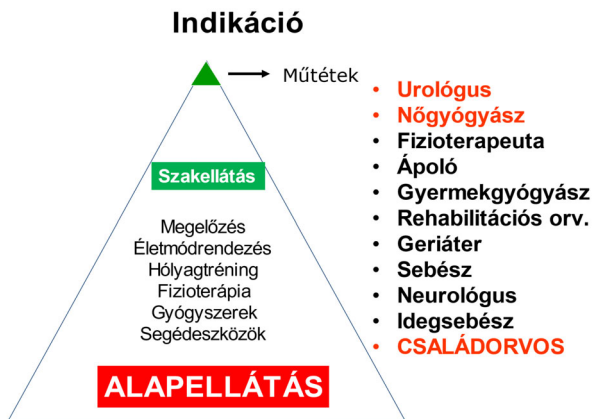 Indikáció
Műtétek
Szakellátás
Megelőzés
Életmódrendezés
Hólyagtréning
Fizioterápia
Gyógyszerek
Segédeszközök
ALAPELLÁTÁS
• Urológus
• Nőgyógyász
• Fizioterapeuta
• Ápoló
• Gyermekgyógyász
• Rehabilitációs orv.
• Geriáter
• Sebész
• Neurológus
• Idegsebész
• CSALÁDORVOS